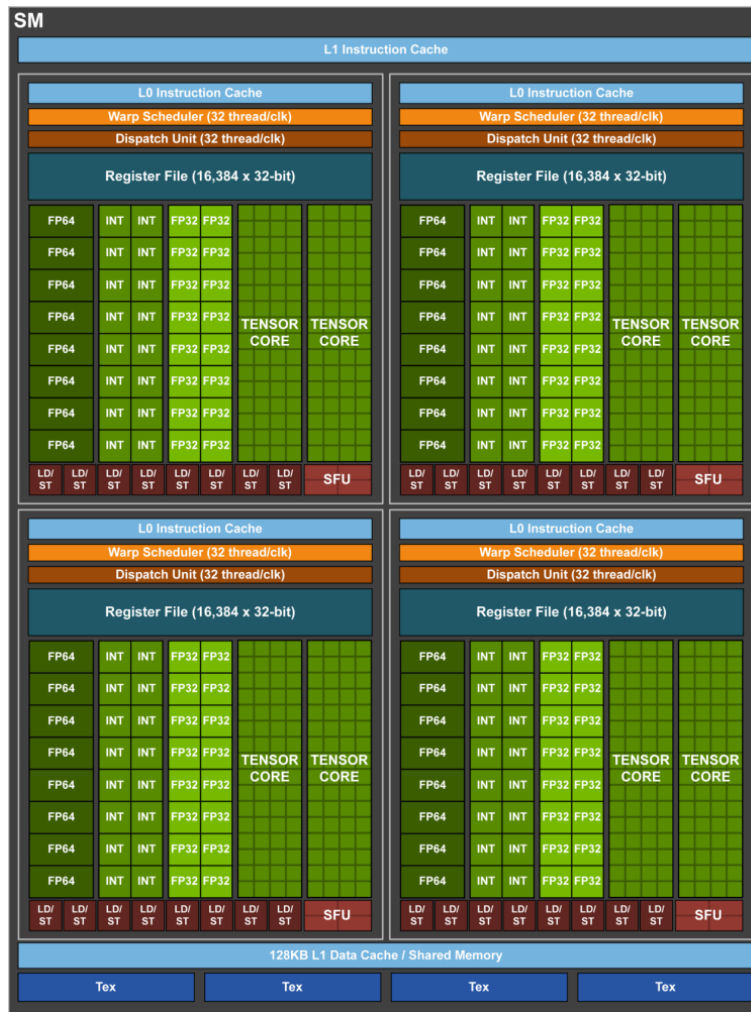 SM
L1 Instruction Cache
L0 Instruction Cache
Warp Scheduler (32 thread/clk)
Dispatch Unit (32 thread/clk)
Register File (16,384 x 32-bit)
FP64 INT INT FP32 FP32
FP64 INT INT FP32 FP32
FP64 INT INT FP32 FP32
FP64 INT INT FP32 FP32
FP64 INT INT FP32 FP32
FP64 INT INT FP32 FP32
FP64 INT INT FP32 FP32
FP64 INT INT FP32 FP32
TENSOR CORE TENSOR CORE
LD/ST LD/ST LD/ST LD/ST LD/ST LD/ST LD/ST LD/ST SFU
L0 Instruction Cache
Warp Scheduler (32 thread/clk)
Dispatch Unit (32 thread/clk)
Register File (16,384 x 32-bit)
FP64 INT INT FP32 FP32
FP64 INT INT FP32 FP32
FP64 INT INT FP32 FP32
FP64 INT INT FP32 FP32
FP64 INT INT FP32 FP32
FP64 INT INT FP32 FP32
FP64 INT INT FP32 FP32
FP64 INT INT FP32 FP32
TENSOR CORE TENSOR CORE
LD/ST LD/ST LD/ST LD/ST LD/ST LD/ST LD/ST LD/ST SFU
L0 Instruction Cache
Warp Scheduler (32 thread/clk)
Dispatch Unit (32 thread/clk)
Register File (16,384 x 32-bit)
FP64 INT INT FP32 FP32
FP64 INT INT FP32 FP32
FP64 INT INT FP32 FP32
FP64 INT INT FP32 FP32
FP64 INT INT FP32 FP32
FP64 INT INT FP32 FP32
FP64 INT INT FP32 FP32
FP64 INT INT FP32 FP32
TENSOR CORE TENSOR CORE
LD/ST LD/ST LD/ST LD/ST LD/ST LD/ST LD/ST LD/ST SFU
L0 Instruction Cache
Warp Scheduler (32 thread/clk)
Dispatch Unit (32 thread/clk)
Register File (16,384 x 32-bit)
FP64 INT INT FP32 FP32
FP64 INT INT FP32 FP32
FP64 INT INT FP32 FP32
FP64 INT INT FP32 FP32
FP64 INT INT FP32 FP32
FP64 INT INT FP32 FP32
FP64 INT INT FP32 FP32
FP64 INT INT FP32 FP32
TENSOR CORE TENSOR CORE
LD/ST LD/ST LD/ST LD/ST LD/ST LD/ST LD/ST LD/ST SFU
128KB L1 Data Cache / Shared Memory
Tex Tex Tex Tex